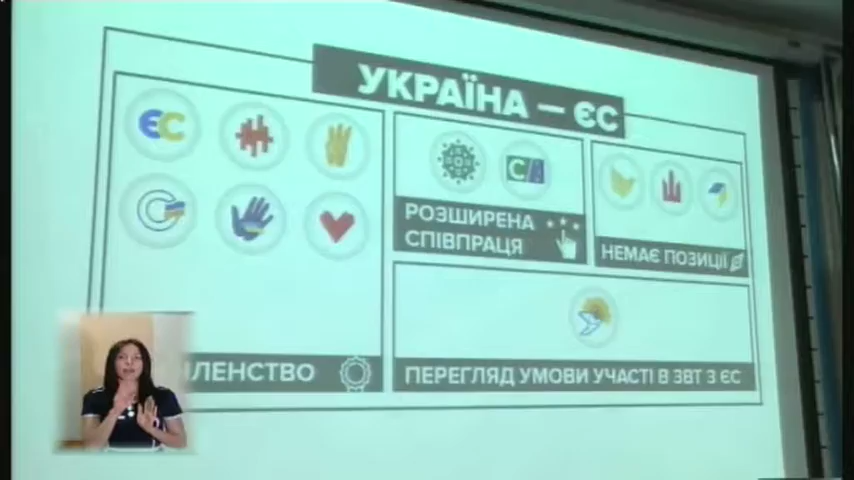 УКРАЇНА — ЄС
ЄС
РОЗШИРЕНА
СПІВПРАЦЯ
НЕМАЄ ПОЗИЦІЇ
ЛЕНСТВО
ПЕРЕГЛЯД УМОВИ УЧАСТІ В ЗВТ З ЄС